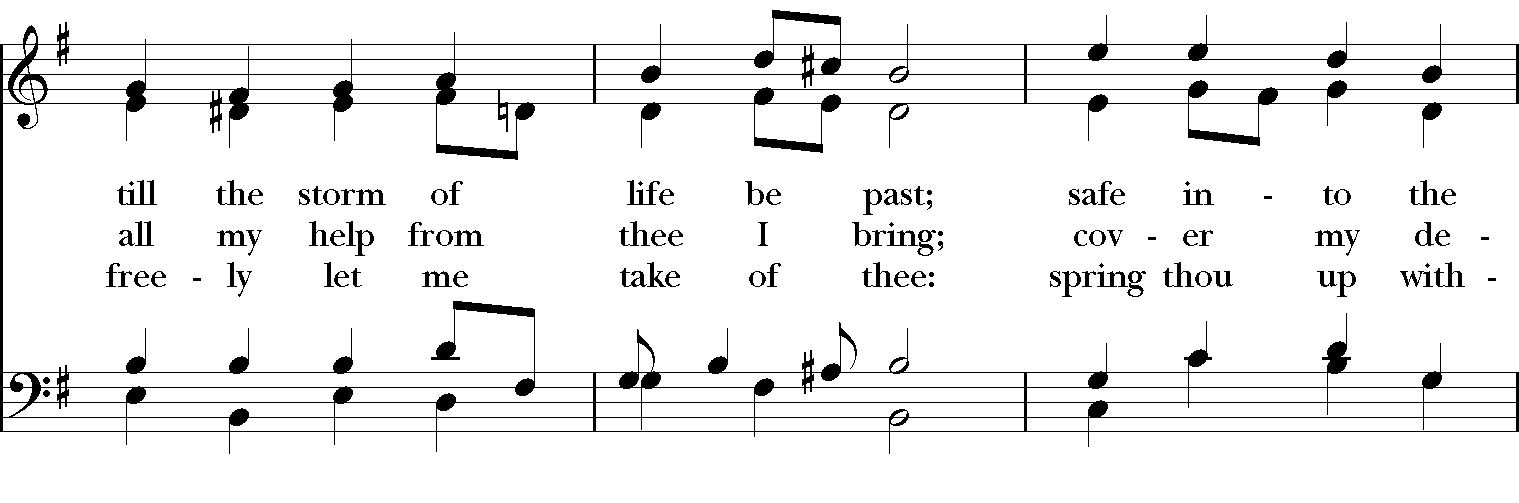 till the storm of life be past; safe in - to the
all my help from thee I bring; cov - er my de -
free - ly let me take of thee: spring thou up with -